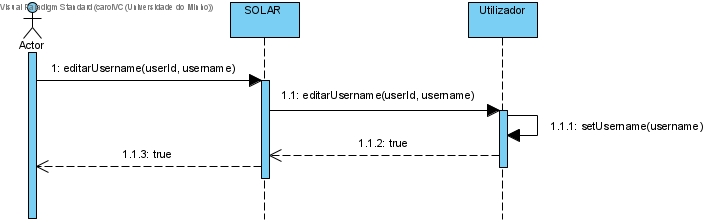 Visual Paradigm Standard (carolVC (Universidade do Minho))
Actor
SOLAR
Utilizador
1: editarUsername(userId, username)
1.1: editarUsername(userId, username)
1.1.1: setUsername(username)
1.1.2: true
1.1.3: true